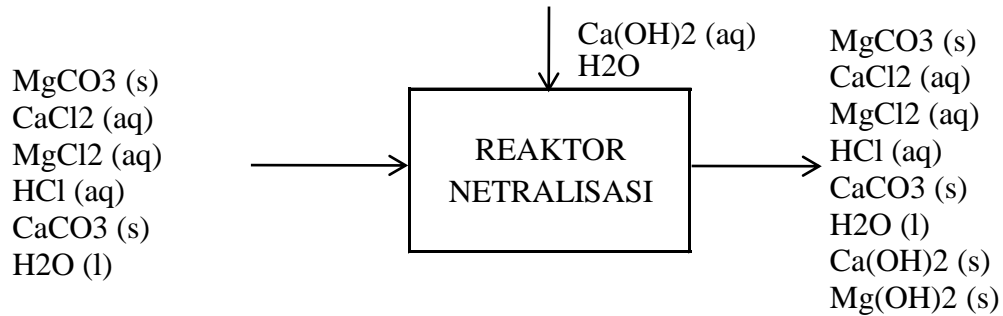 MgCO3 (s)
CaCl2 (aq)
MgCl2 (aq)
HCl (aq)
CaCO3 (s)
H2O (l)
Ca(OH)2 (aq)
H2O
REAKTOR
NETRALISASI
MgCO3 (s)
CaCl2 (aq)
MgCl2 (aq)
HCl (aq)
CaCO3 (s)
H2O (l)
Ca(OH)2 (s)
Mg(OH)2 (s)